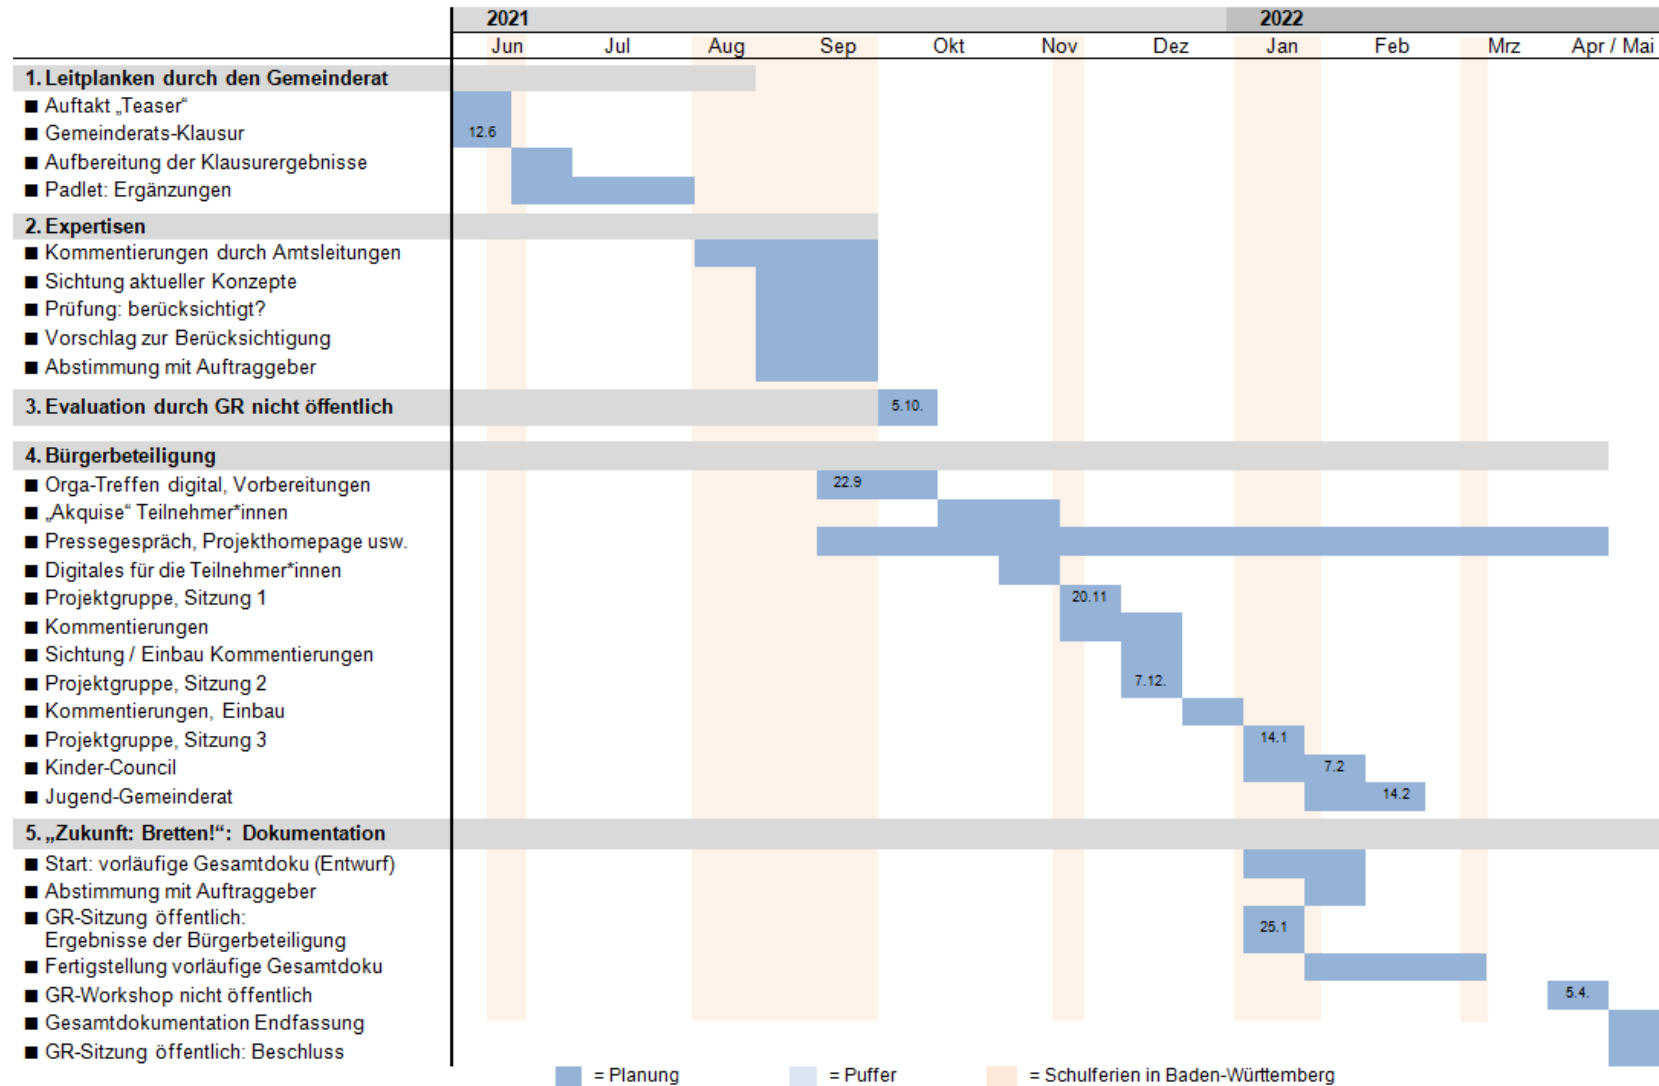 2021 2022
Jun Jul Aug Sep Okt Nov Dez Jan Feb Mrz Apr / Mai
1. Leitplanken durch den Gemeinderat
■ Auftakt „Teaser“
■ Gemeinderats-Klausur 12.6
■ Aufbereitung der Klausurergebnisse
■ Padlet: Ergänzungen
2. Expertisen
■ Kommentierungen durch Amtsleitungen
■ Sichtung aktueller Konzepte
■ Prüfung: berücksichtigt?
■ Vorschlag zur Berücksichtigung
■ Abstimmung mit Auftraggeber
3. Evaluation durch GR nicht öffentlich 5.10.
4. Bürgerbeteiligung
■ Orga-Treffen digital, Vorbereitungen 22.9
■ „Akquise“ Teilnehmer*innen
■ Pressegespräch, Projekthomepage usw.
■ Digitales für die Teilnehmer*innen
■ Projektgruppe, Sitzung 1 20.11
■ Kommentierungen
■ Sichtung / Einbau Kommentierungen
■ Projektgruppe, Sitzung 2 7.12.
■ Kommentierungen, Einbau
■ Projektgruppe, Sitzung 3 14.1
■ Kinder-Council 7.2
■ Jugend-Gemeinderat 14.2
5. „Zukunft: Bretten!“: Dokumentation
■ Start: vorläufige Gesamtdoku (Entwurf)
■ Abstimmung mit Auftraggeber
■ GR-Sitzung öffentlich:
Ergebnisse der Bürgerbeteiligung 25.1
■ Fertigstellung vorläufige Gesamtdoku
■ GR-Workshop nicht öffentlich 5.4.
■ Gesamtdokumentation Endfassung
■ GR-Sitzung öffentlich: Beschluss
= Planung = Puffer = Schulferien in Baden-Württemberg